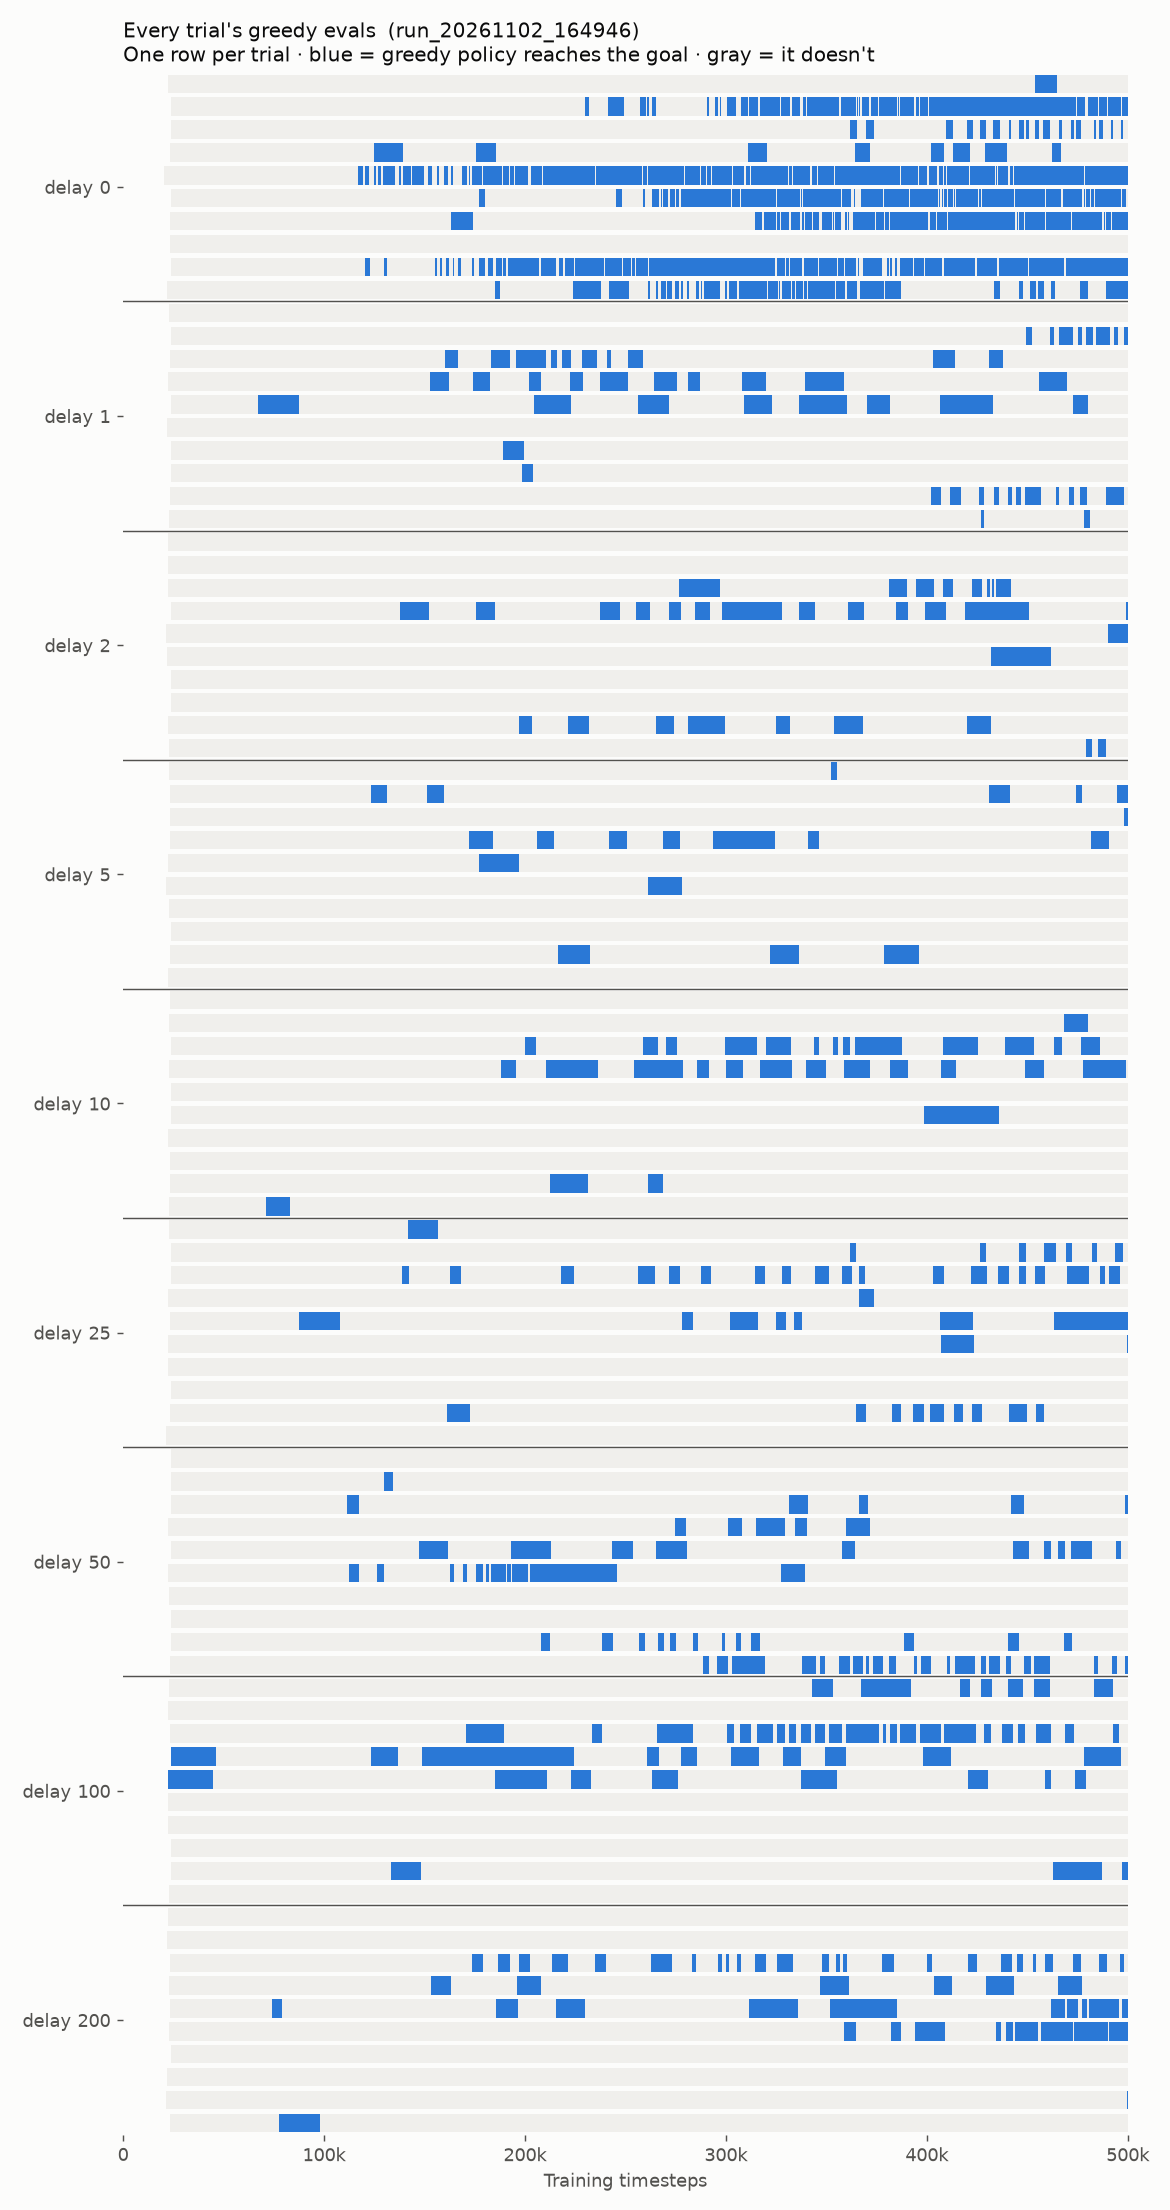 Every trial's greedy evals  (run_20261102_164946)
One row per trial · blue = greedy policy reaches the goal · gray = it doesn't
delay 0
delay 1
delay 2
delay 5
delay 10
delay 25
delay 50
delay 100
delay 200
0 100k 200k 300k 400k 500k
Training timesteps